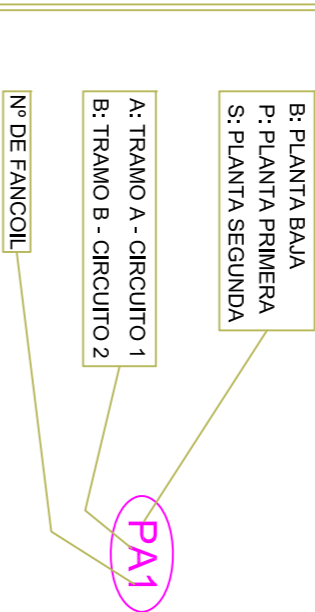 B: PLANTA BAJA
P: PLANTA PRIMERA
S: PLANTA SEGUNDA
A: TRAMO A - CIRCUITO 1
B: TRAMO B - CIRCUITO 2
Nº DE FANCOIL
PA1